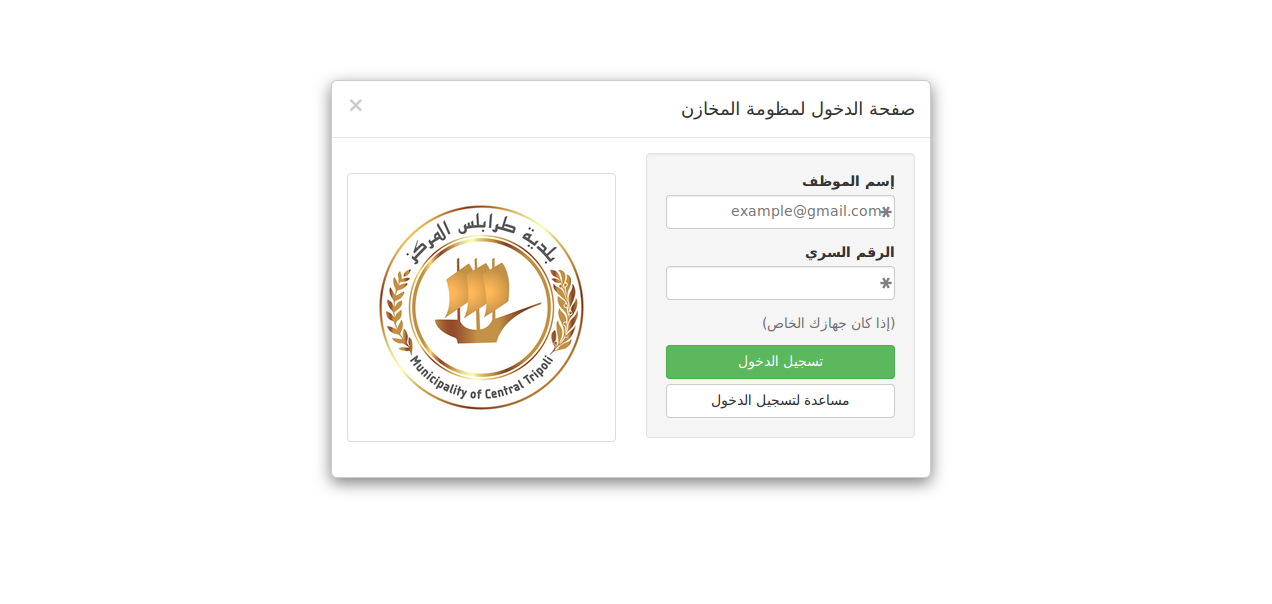 صفحة الدخول لمظومة المخازن
×
إسم الموظف
example@gmail.com
الرقم السري
(إذا كان جهازك الخاص)
تسجيل الدخول
مساعدة لتسجيل الدخول
بلدية طرابلس المركز
Municipality of Central Tripoli